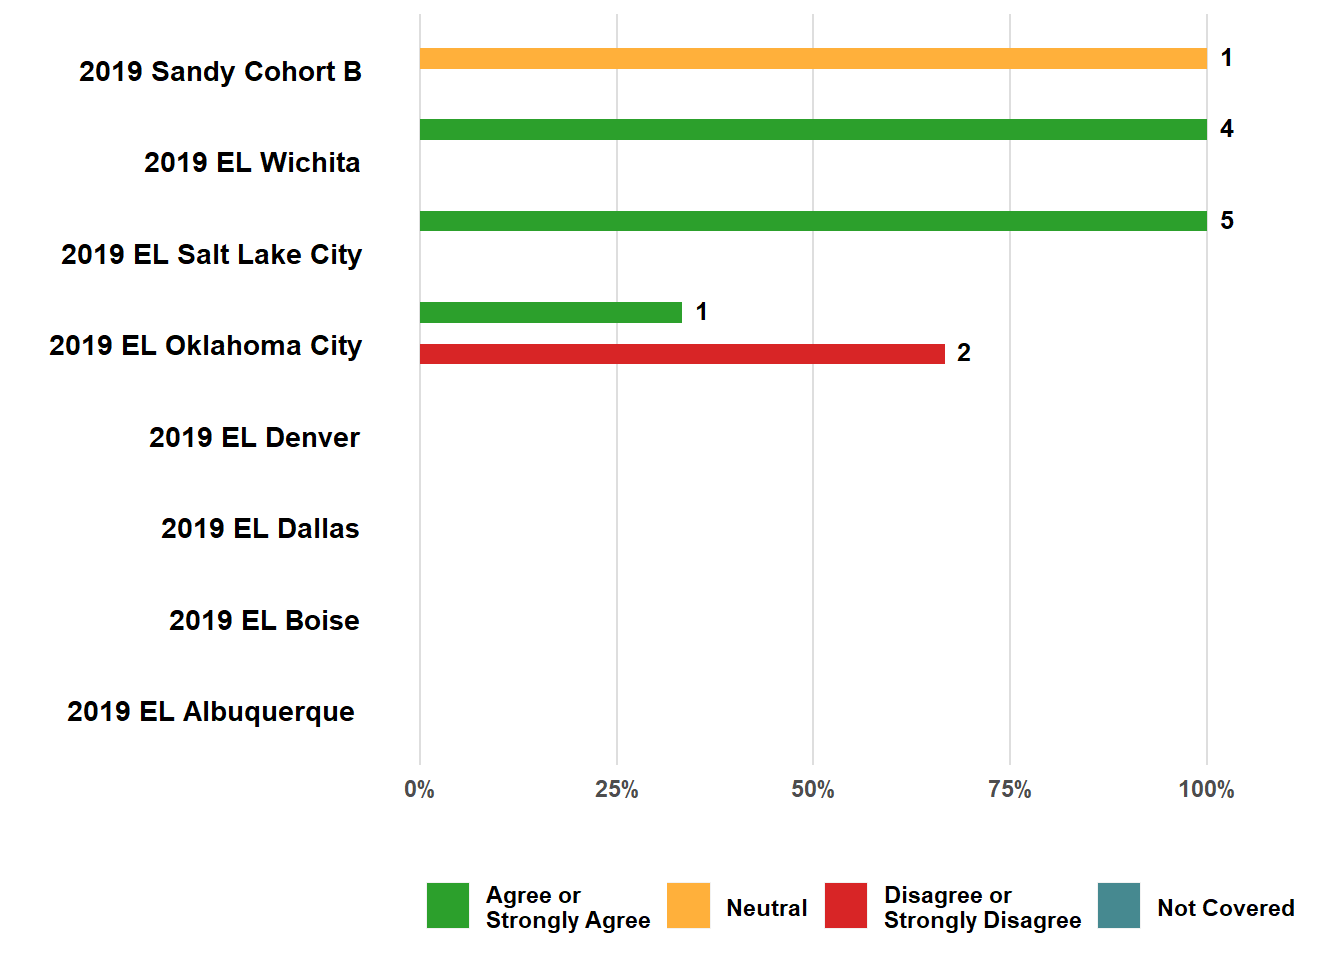 2019 Sandy Cohort B
1
2019 EL Wichita
4
2019 EL Salt Lake City
5
2019 EL Oklahoma City
1
2
2019 EL Denver
2019 EL Dallas
2019 EL Boise
2019 EL Albuquerque
0%
25%
50%
75%
100%
Agree or
Strongly Agree
Neutral
Disagree or
Strongly Disagree
Not Covered